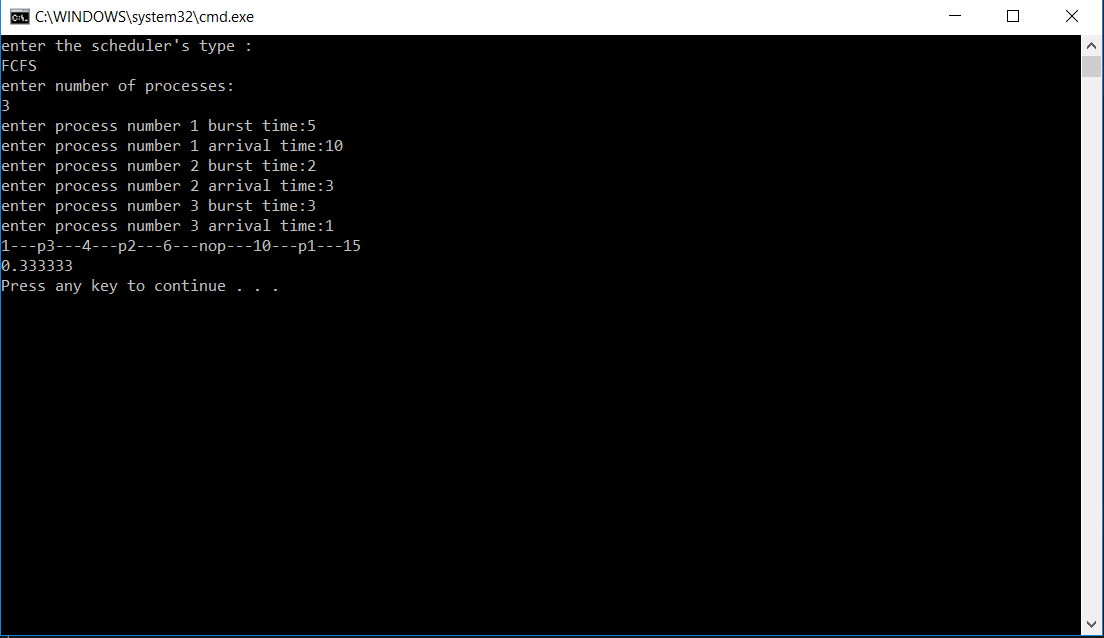 C:\WINDOWS\system32\cmd.exe
enter the scheduler's type :
FCFS
enter number of processes:
3
enter process number 1 burst time:5
enter process number 1 arrival time:10
enter process number 2 burst time:2
enter process number 2 arrival time:3
enter process number 3 burst time:3
enter process number 3 arrival time:1
1---p3---4---p2---6---nop---10---p1---15
0.333333
Press any key to continue . . .